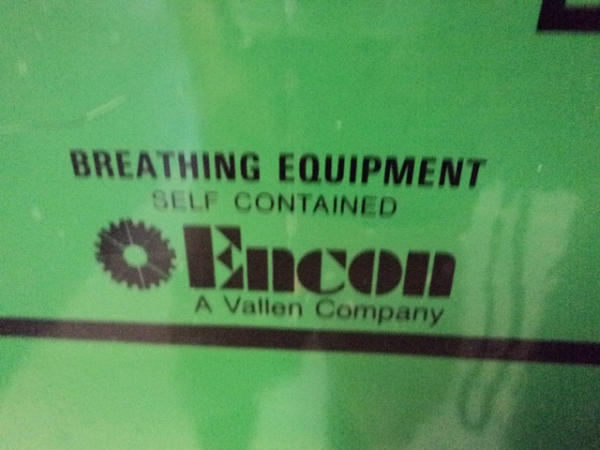 BREATHING EQUIPMENT
SELF CONTAINED
Encon
A Vallen Company